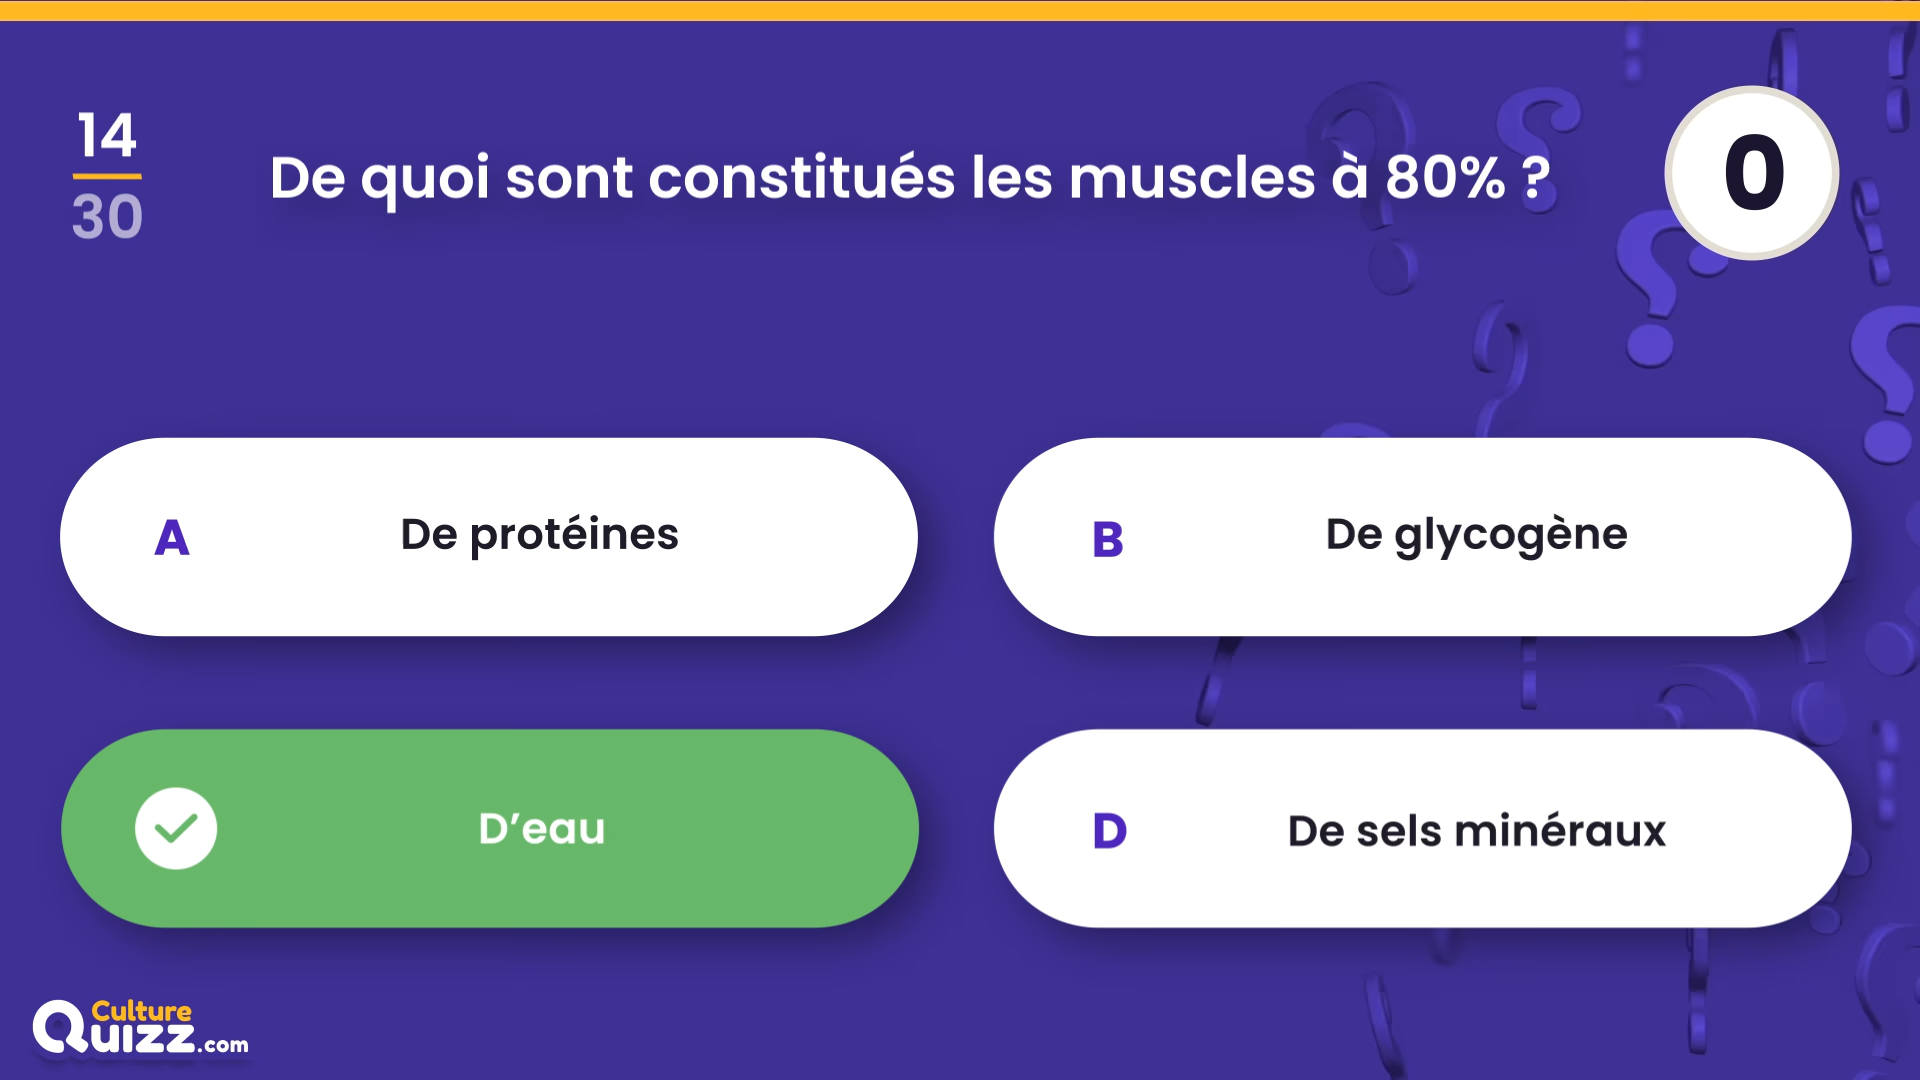 14
30
De quoi sont constitués les muscles à 80% ?
0
A De protéines
B De glycogène
D’eau
D De sels minéraux
Culture
Quizz.com